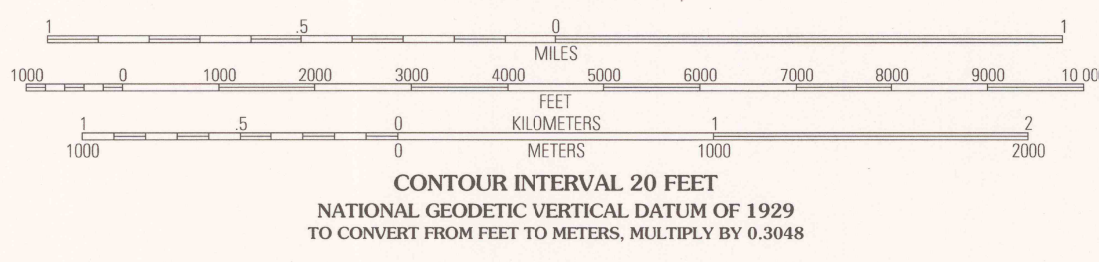 1 .5 0 1
MILES
1000 0 1000 2000 3000 4000 5000 6000 7000 8000 9000 10 000
FEET
1 .5 0 KILOMETERS 1 2
1000 0 METERS 1000 2000
CONTOUR INTERVAL 20 FEET
NATIONAL GEODETIC VERTICAL DATUM OF 1929
TO CONVERT FROM FEET TO METERS, MULTIPLY BY 0.3048